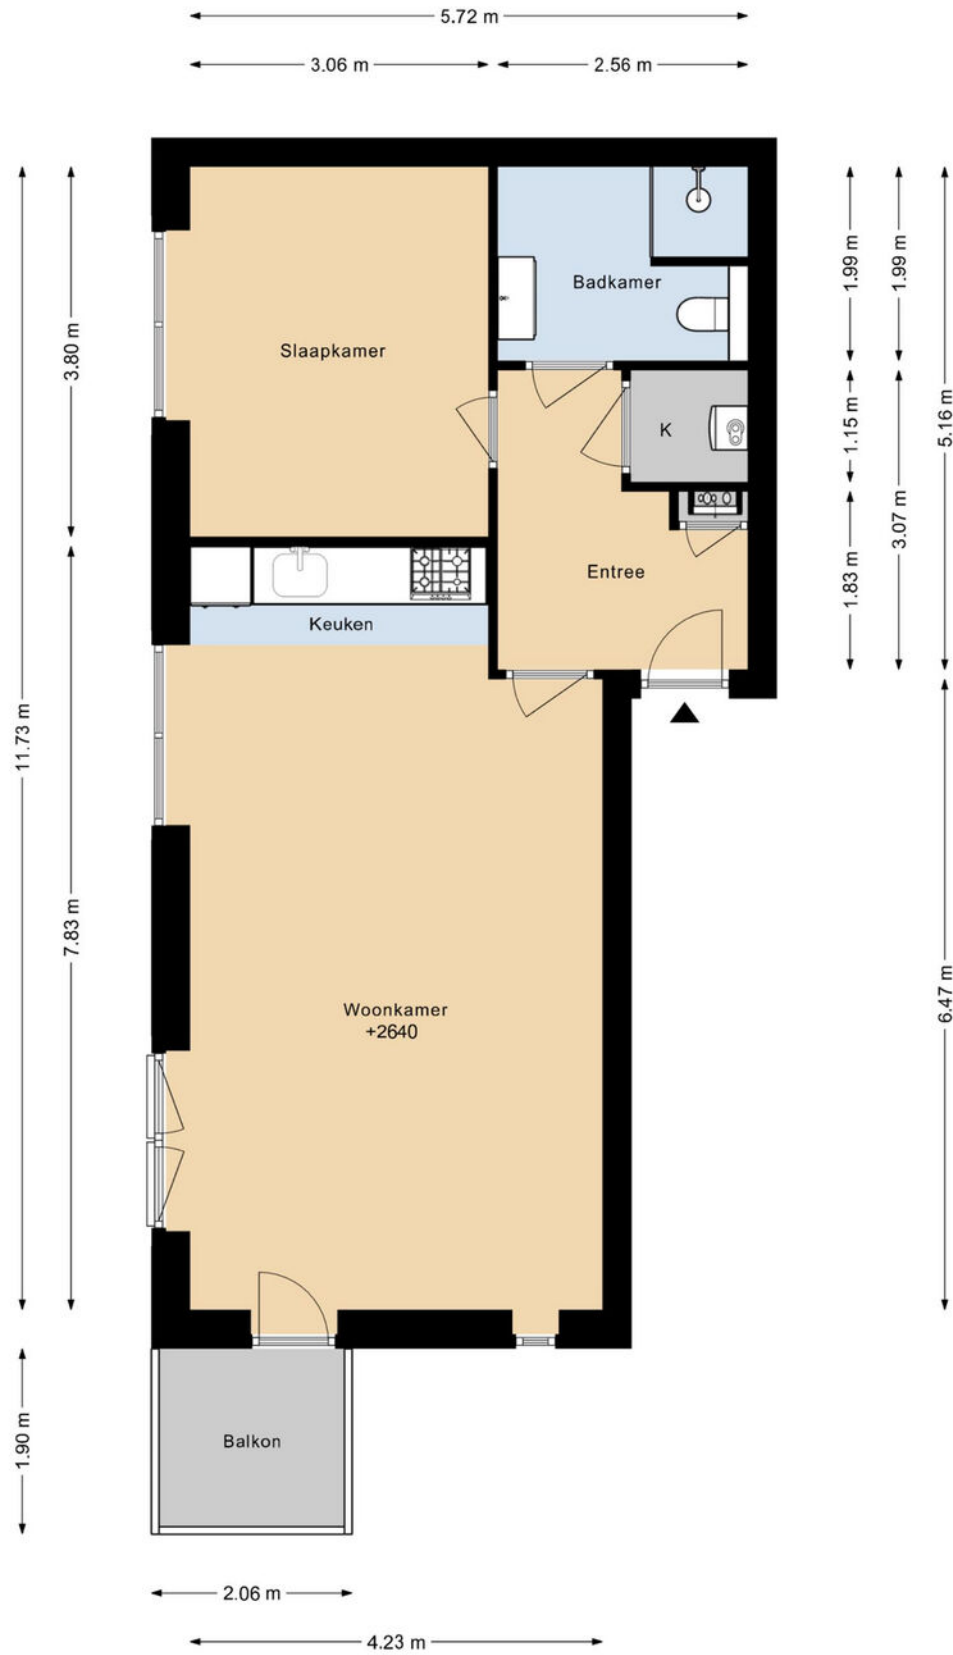 5.72 m
3.06 m
2.56 m
Slaapkamer
Badkamer
K
Entree
Keuken
Woonkamer
+2640
Balkon
11.73 m
3.80 m
7.83 m
1.90 m
1.99 m
1.99 m
1.15 m
1.83 m
3.07 m
5.16 m
6.47 m
2.06 m
4.23 m